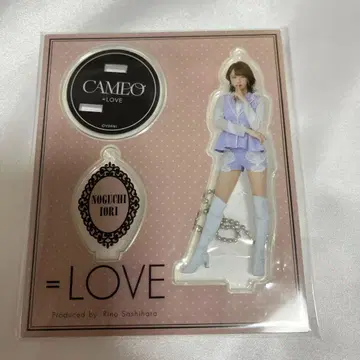 CAMEO
=LOVE
NOGUCHI
IORI
=LOVE
Produced by Rino Sashihara